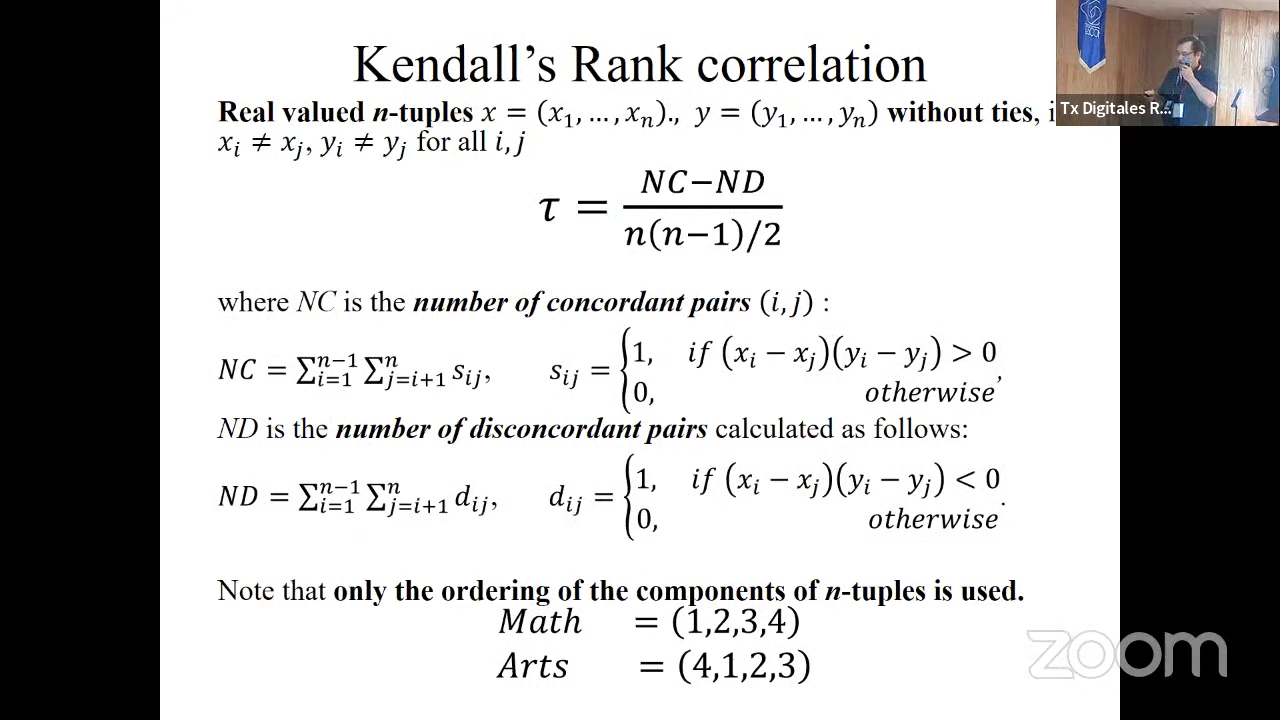 Kendall's Rank correlation
Real valued n-tuples x = (x₁, …, xₙ)., y = (y₁, …, yₙ) without ties,
xᵢ ≠ xⱼ, yᵢ ≠ yⱼ for all i, j
τ = (NC−ND) / (n(n−1)/2)
where NC is the number of concordant pairs (i, j) :
NC = ∑ᵢ₌₁ⁿ⁻¹ ∑ⱼ₌ᵢ₊₁ⁿ sᵢⱼ, sᵢⱼ = {1, if (xᵢ − xⱼ)(yᵢ − yⱼ) > 0
0, otherwise,
ND is the number of disconcordant pairs calculated as follows:
ND = ∑ᵢ₌₁ⁿ⁻¹ ∑ⱼ₌ᵢ₊₁ⁿ dᵢⱼ, dᵢⱼ = {1, if (xᵢ − xⱼ)(yᵢ − yⱼ) < 0
0, otherwise.
Note that only the ordering of the components of n-tuples is used.
Math = (1,2,3,4)
Arts = (4,1,2,3)
Tx Digitales R...
zoom